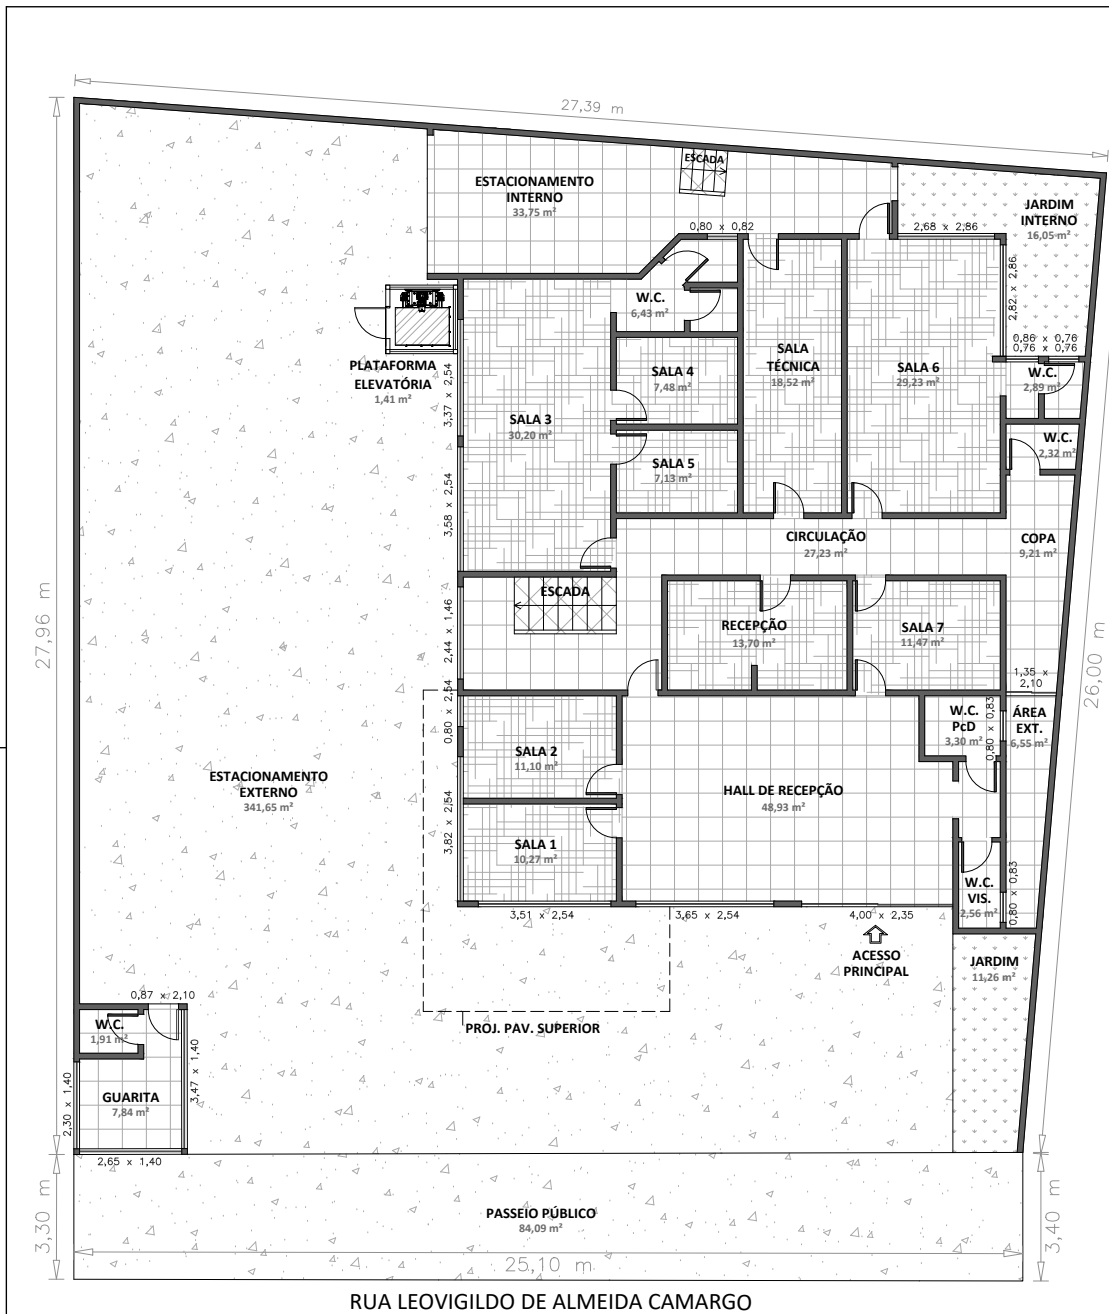 27,39 m
ESCADA
ESTACIONAMENTO
INTERNO
33,75 m²
JARDIM
INTERNO
16,05 m²
0,80 x 0,82
2,68 x 2,86
2,82 x 2,86
W.C.
6,43 m²
0,86 x 0,76
0,76 x 0,76
PLATAFORMA
ELEVATÓRIA
1,41 m²
3,37 x 2,54
SALA 4
7,48 m²
SALA
TÉCNICA
18,52 m²
SALA 6
29,23 m²
W.C.
2,89 m²
SALA 3
30,20 m²
W.C.
2,32 m²
SALA 5
7,13 m²
3,58 x 2,54
CIRCULAÇÃO
27,23 m²
COPA
9,21 m²
27,96 m
ESCADA
2,44 x 1,46
RECEPÇÃO
13,70 m²
SALA 7
11,47 m²
26,00 m
1,35 x
2,10
0,80 x 2,54
W.C.
PcD
3,30 m²
0,80 x 0,83
ÁREA
EXT.
6,55 m²
SALA 2
11,10 m²
ESTACIONAMENTO
EXTERNO
341,65 m²
HALL DE RECEPÇÃO
48,93 m²
3,82 x 2,54
SALA 1
10,27 m²
W.C.
VIS.
2,56 m²
0,80 x 0,83
3,51 x 2,54
3,65 x 2,54
4,00 x 2,35
ACESSO
PRINCIPAL
JARDIM
11,26 m²
0,87 x 2,10
W.C.
1,91 m²
PROJ. PAV. SUPERIOR
3,47 x 1,40
2,30 x 1,40
GUARITA
7,84 m²
2,65 x 1,40
3,30 m
PASSEIO PÚBLICO
84,09 m²
3,40 m
25,10 m
RUA LEOVIGILDO DE ALMEIDA CAMARGO